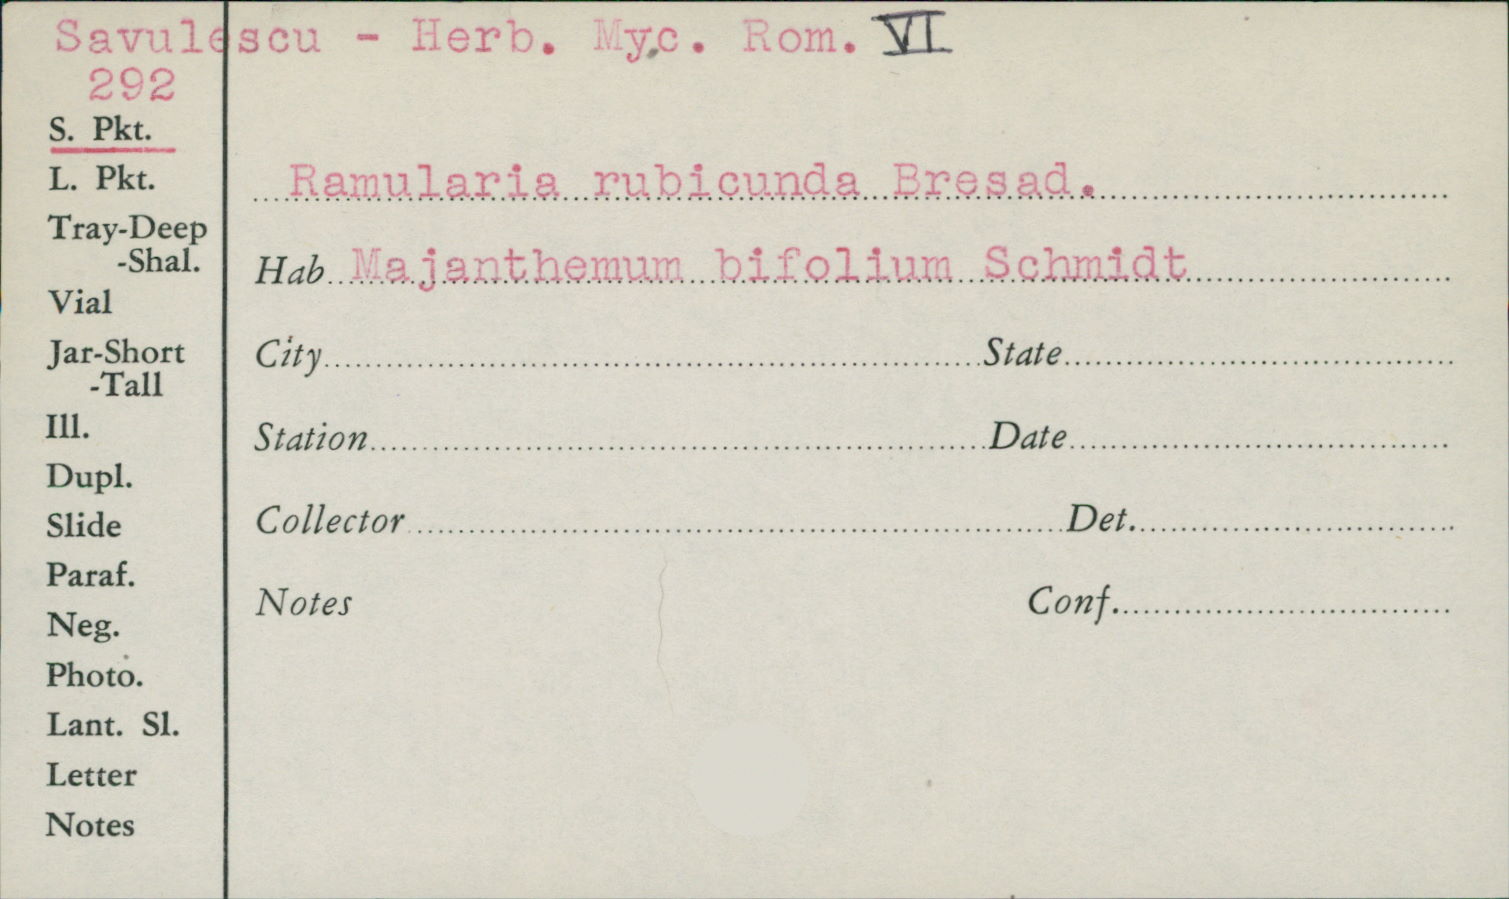 Savulescu - Herb. Myc. Rom. VI
292
S. Pkt.
L. Pkt.
Tray-Deep
-Shal.
Vial
Jar-Short
-Tall
Ill.
Dupl.
Slide
Paraf.
Neg.
Photo.
Lant. Sl.
Letter
Notes
Ramularia rubicunda Bresad.
Hab Majanthemum bifolium Schmidt
City State
Station Date
Collector Det.
Notes Conf.